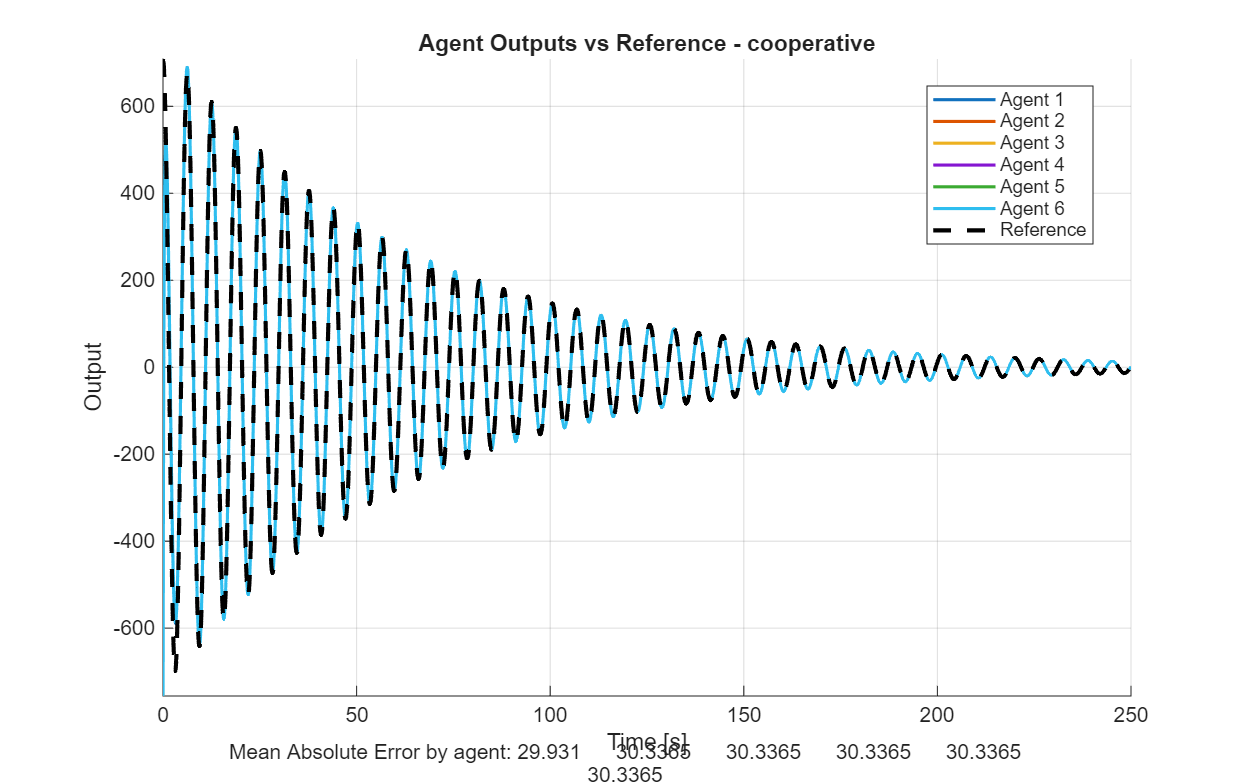 Agent Outputs vs Reference - cooperative
Agent 1
Agent 2
Agent 3
Agent 4
Agent 5
Agent 6
Reference
Output
600
400
200
0
-200
-400
-600
0 50 100 150 200 250
Time [s]
Mean Absolute Error by agent: 29.931 30.3365 30.3365 30.3365 30.3365
30.3365